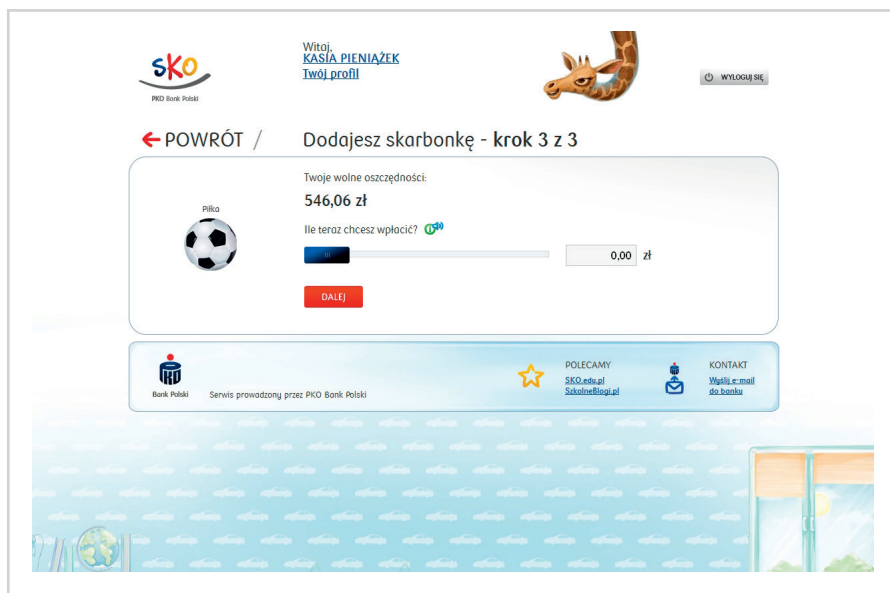 SKO
PKO Bank Polski
Witaj,
KASIA PIENIĄŻEK
Twój profil
WYLOGUJ SIĘ
POWRÓT /
Dodajesz skarbonkę - krok 3 z 3
Piłka
Twoje wolne oszczędności:
546,06 zł
Ile teraz chcesz wpłacić?
0,00 zł
DALEJ
PKO
Bank Polski
Serwis prowadzony przez PKO Bank Polski
POLECAMY
SKO.edu.pl
SzkolneBlogi.pl
KONTAKT
Wyślij e-mail
do banku